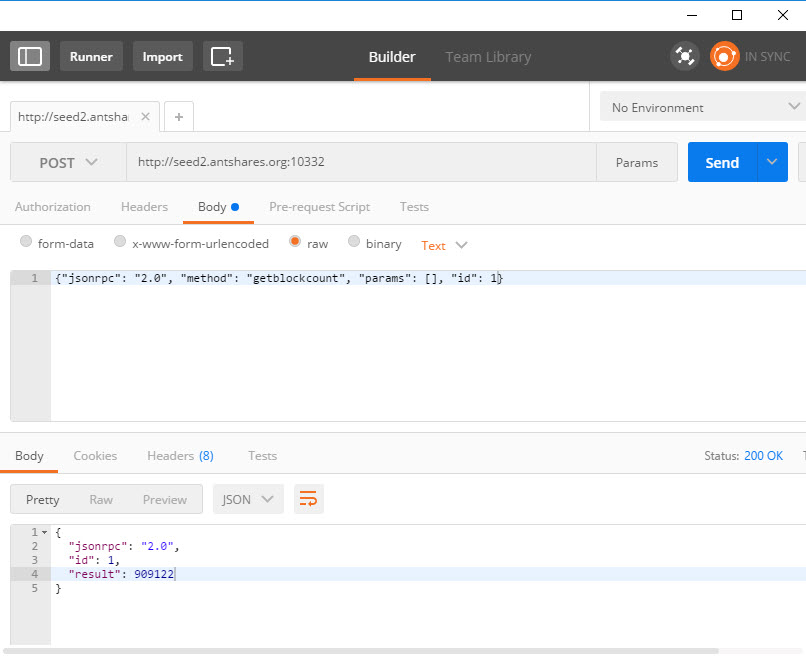 Runner Import Builder Team Library IN SYNC
http://seed2.antsha No Environment
POST http://seed2.antshares.org:10332 Params Send
Authorization Headers Body Pre-request Script Tests
form-data x-www-form-urlencoded raw binary Text
1 {"jsonrpc": "2.0", "method": "getblockcount", "params": [], "id": 1}
Body Cookies Headers (8) Tests Status: 200 OK T
Pretty Raw Preview JSON
1 {
2 "jsonrpc": "2.0",
3 "id": 1,
4 "result": 909122
5 }